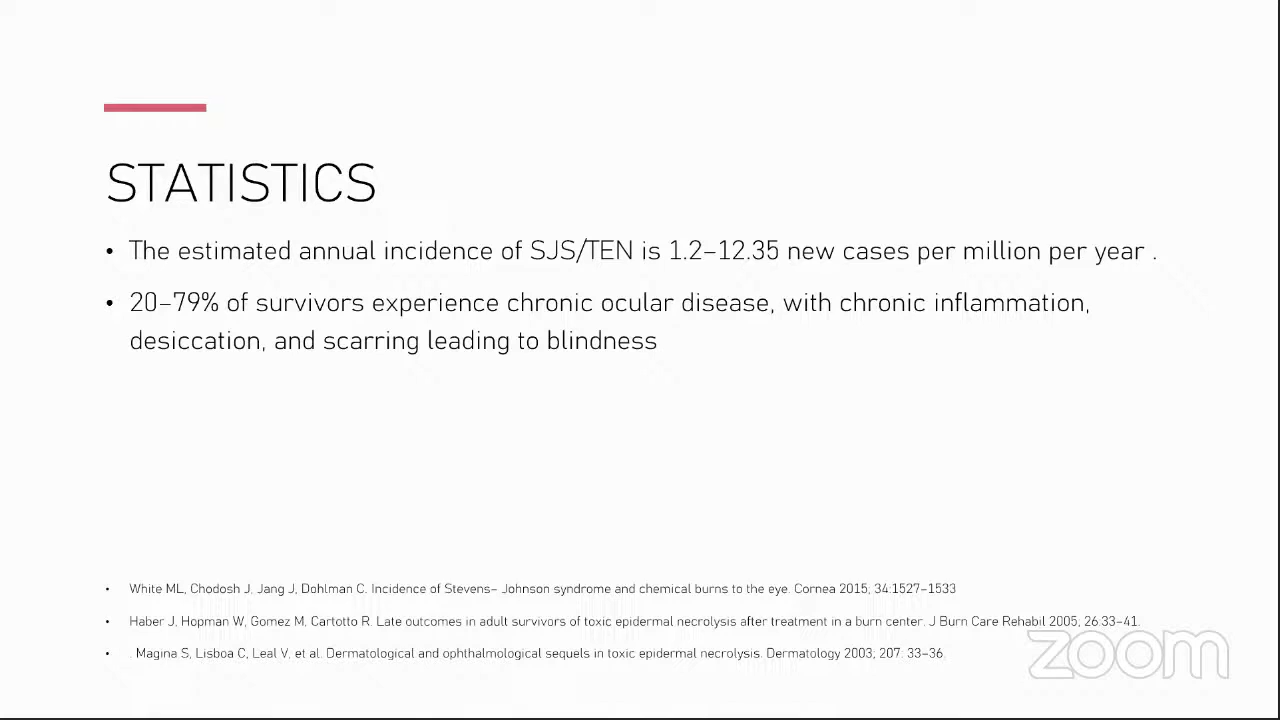 STATISTICS
• The estimated annual incidence of SJS/TEN is 1.2–12.35 new cases per million per year .
• 20–79% of survivors experience chronic ocular disease, with chronic inflammation,
desiccation, and scarring leading to blindness
• White ML, Chodosh J, Jang J, Dohlman C. Incidence of Stevens– Johnson syndrome and chemical burns to the eye. Cornea 2015; 34:1527–1533
• Haber J, Hopman W, Gomez M, Cartotto R. Late outcomes in adult survivors of toxic epidermal necrolysis after treatment in a burn center. J Burn Care Rehabil 2005; 26:33–41.
• . Magina S, Lisboa C, Leal V, et al. Dermatological and ophthalmological sequels in toxic epidermal necrolysis. Dermatology 2003; 207: 33–36.
zoom